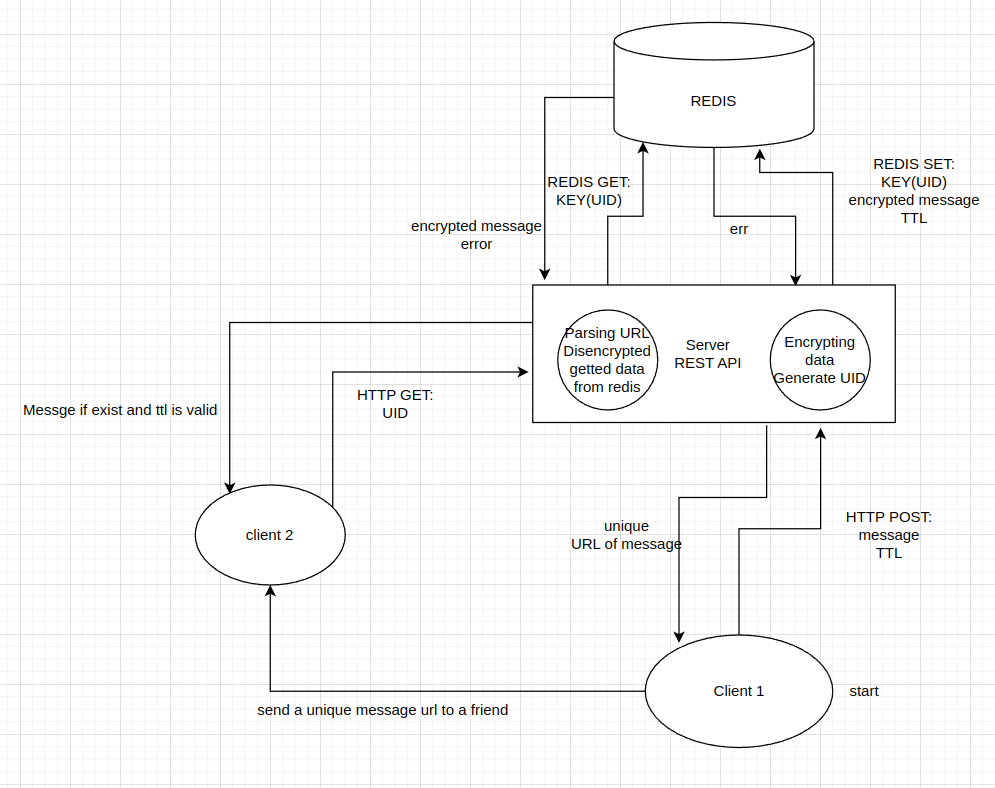 REDIS
REDIS SET:
KEY(UID)
encrypted message
TTL
REDIS GET:
KEY(UID)
encrypted message
error
err
Parsing URL
Disencrypted
getted data
from redis
Server
REST API
Encrypting
data
Generate UID
HTTP GET:
UID
Messge if exist and ttl is valid
client 2
unique
URL of message
HTTP POST:
message
TTL
Client 1
start
send a unique message url to a friend